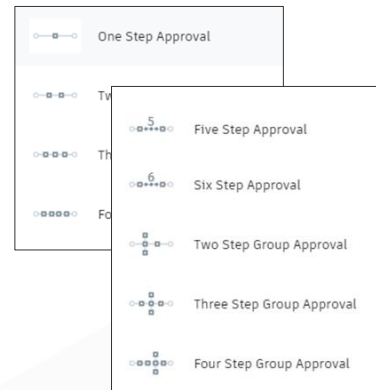 One Step Approval
5
Five Step Approval
6
Six Step Approval
Two Step Group Approval
Three Step Group Approval
Four Step Group Approval